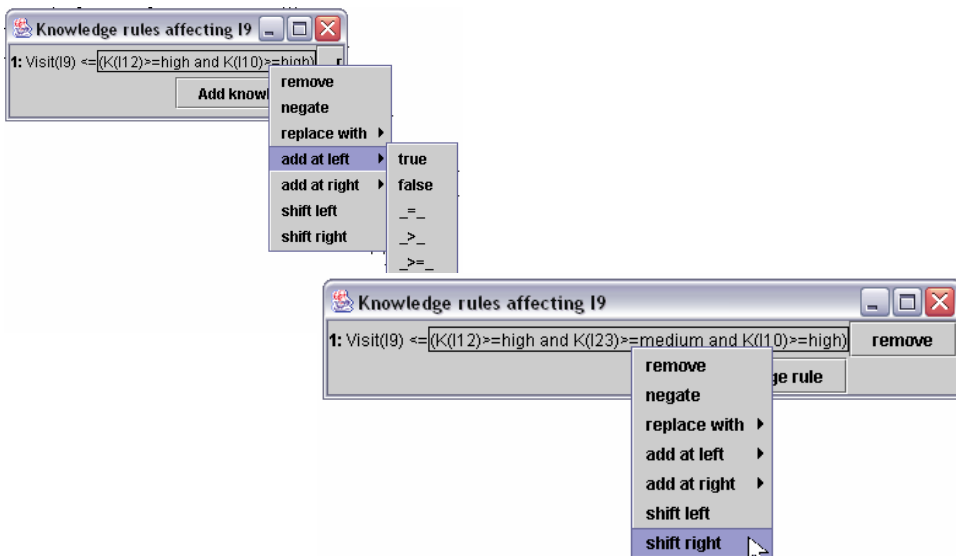 Knowledge rules affecting I9
1: Visit(I9) <=(K(I12)>=high and K(I10)>=high)
Add knowl
remove
negate
replace with
add at left
add at right
shift left
shift right
true
false
_=_
_>_
_>=_
Knowledge rules affecting I9
1: Visit(I9) <=(K(I12)>=high and K(I23)>=medium and K(I10)>=high) remove
ge rule
remove
negate
replace with
add at left
add at right
shift left
shift right